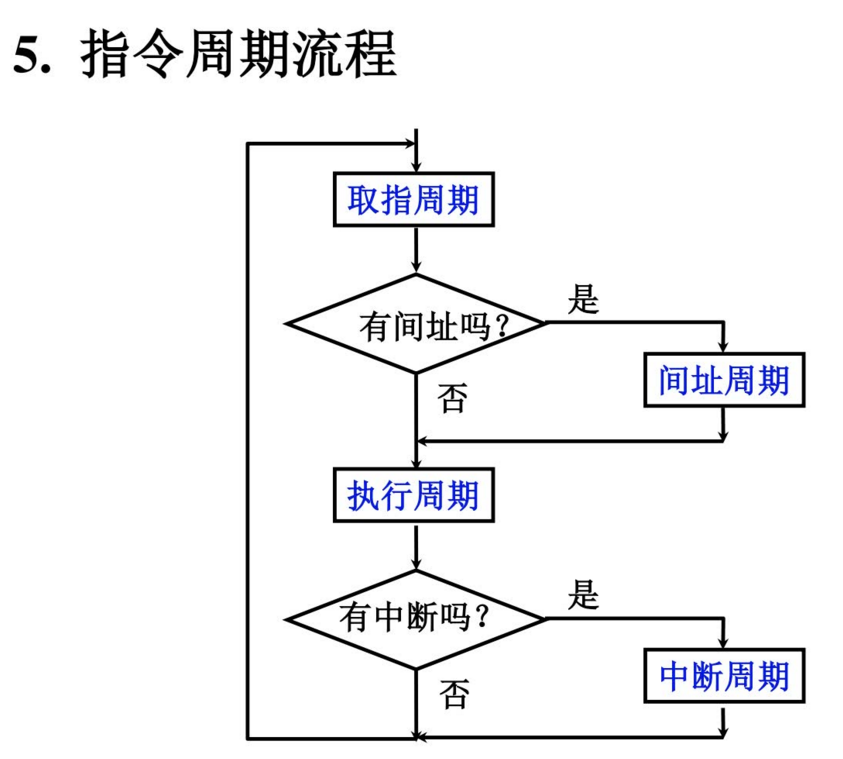 5. 指令周期流程
取指周期
有间址吗？
是
间址周期
否
执行周期
有中断吗？
是
中断周期
否